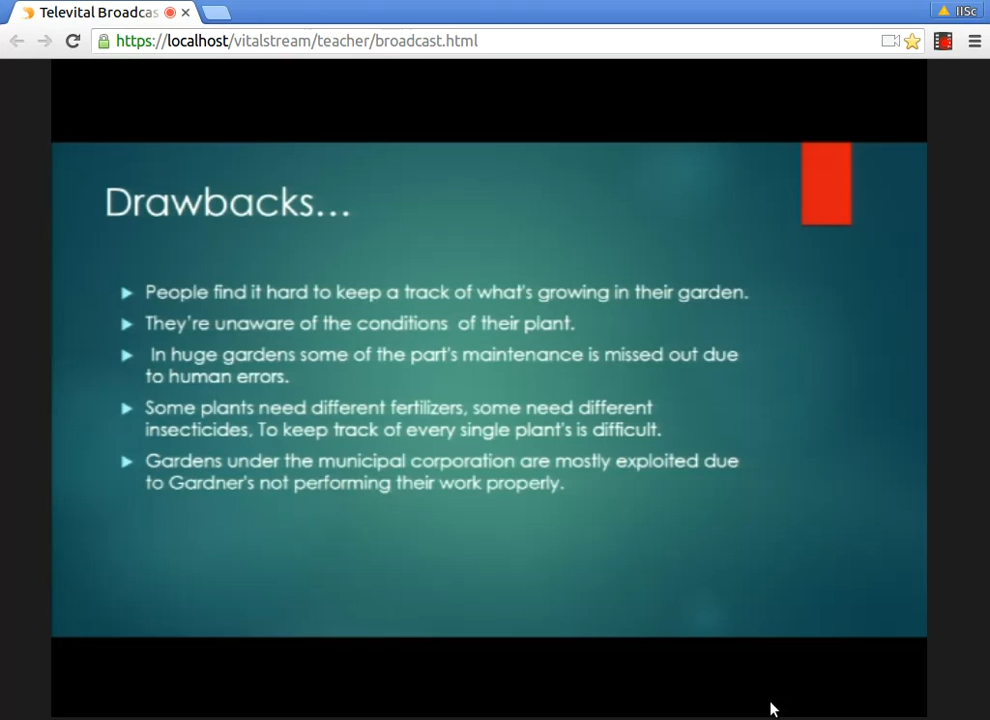 Televital Broadcas
IISc
https://localhost/vitalstream/teacher/broadcast.html
Drawbacks...
People find it hard to keep a track of what's growing in their garden.
They're unaware of the conditions of their plant.
In huge gardens some of the part's maintenance is missed out due
to human errors.
Some plants need different fertilizers, some need different
insecticides, To keep track of every single plant's is difficult.
Gardens under the municipal corporation are mostly exploited due
to Gardner's not performing their work properly.